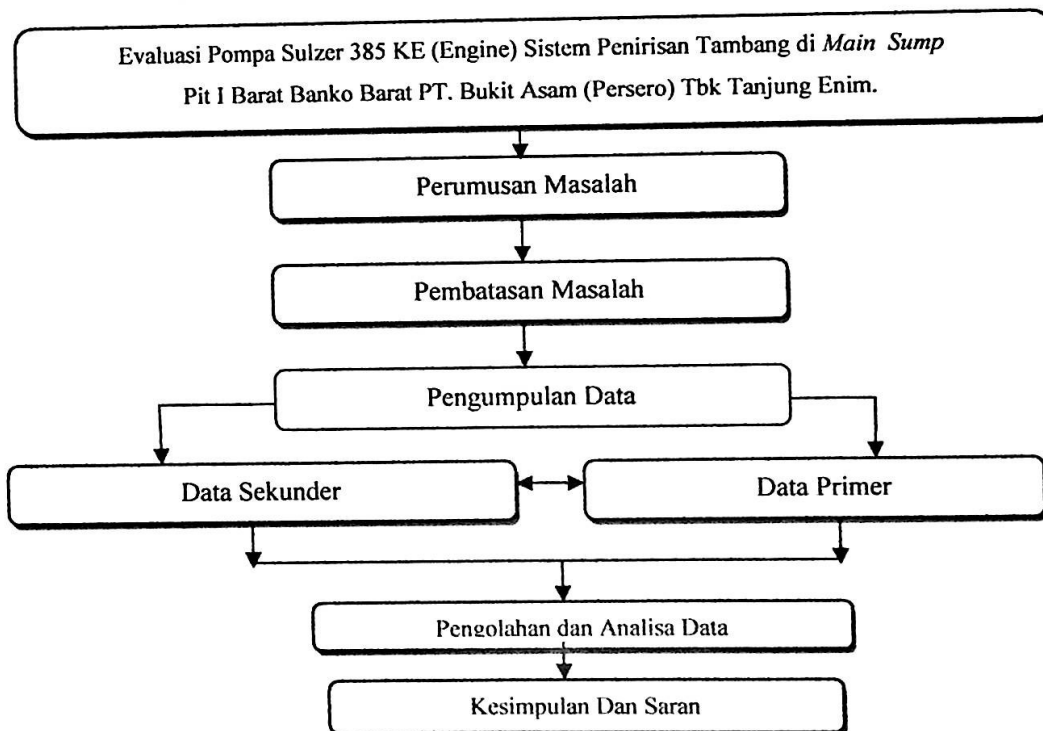 Evaluasi Pompa Sulzer 385 KE (Engine) Sistem Penirisan Tambang di Main Sump
Pit I Barat Banko Barat PT. Bukit Asam (Persero) Tbk Tanjung Enim.
Perumusan Masalah
Pembatasan Masalah
Pengumpulan Data
Data Sekunder
Data Primer
Pengolahan dan Analisa Data
Kesimpulan Dan Saran